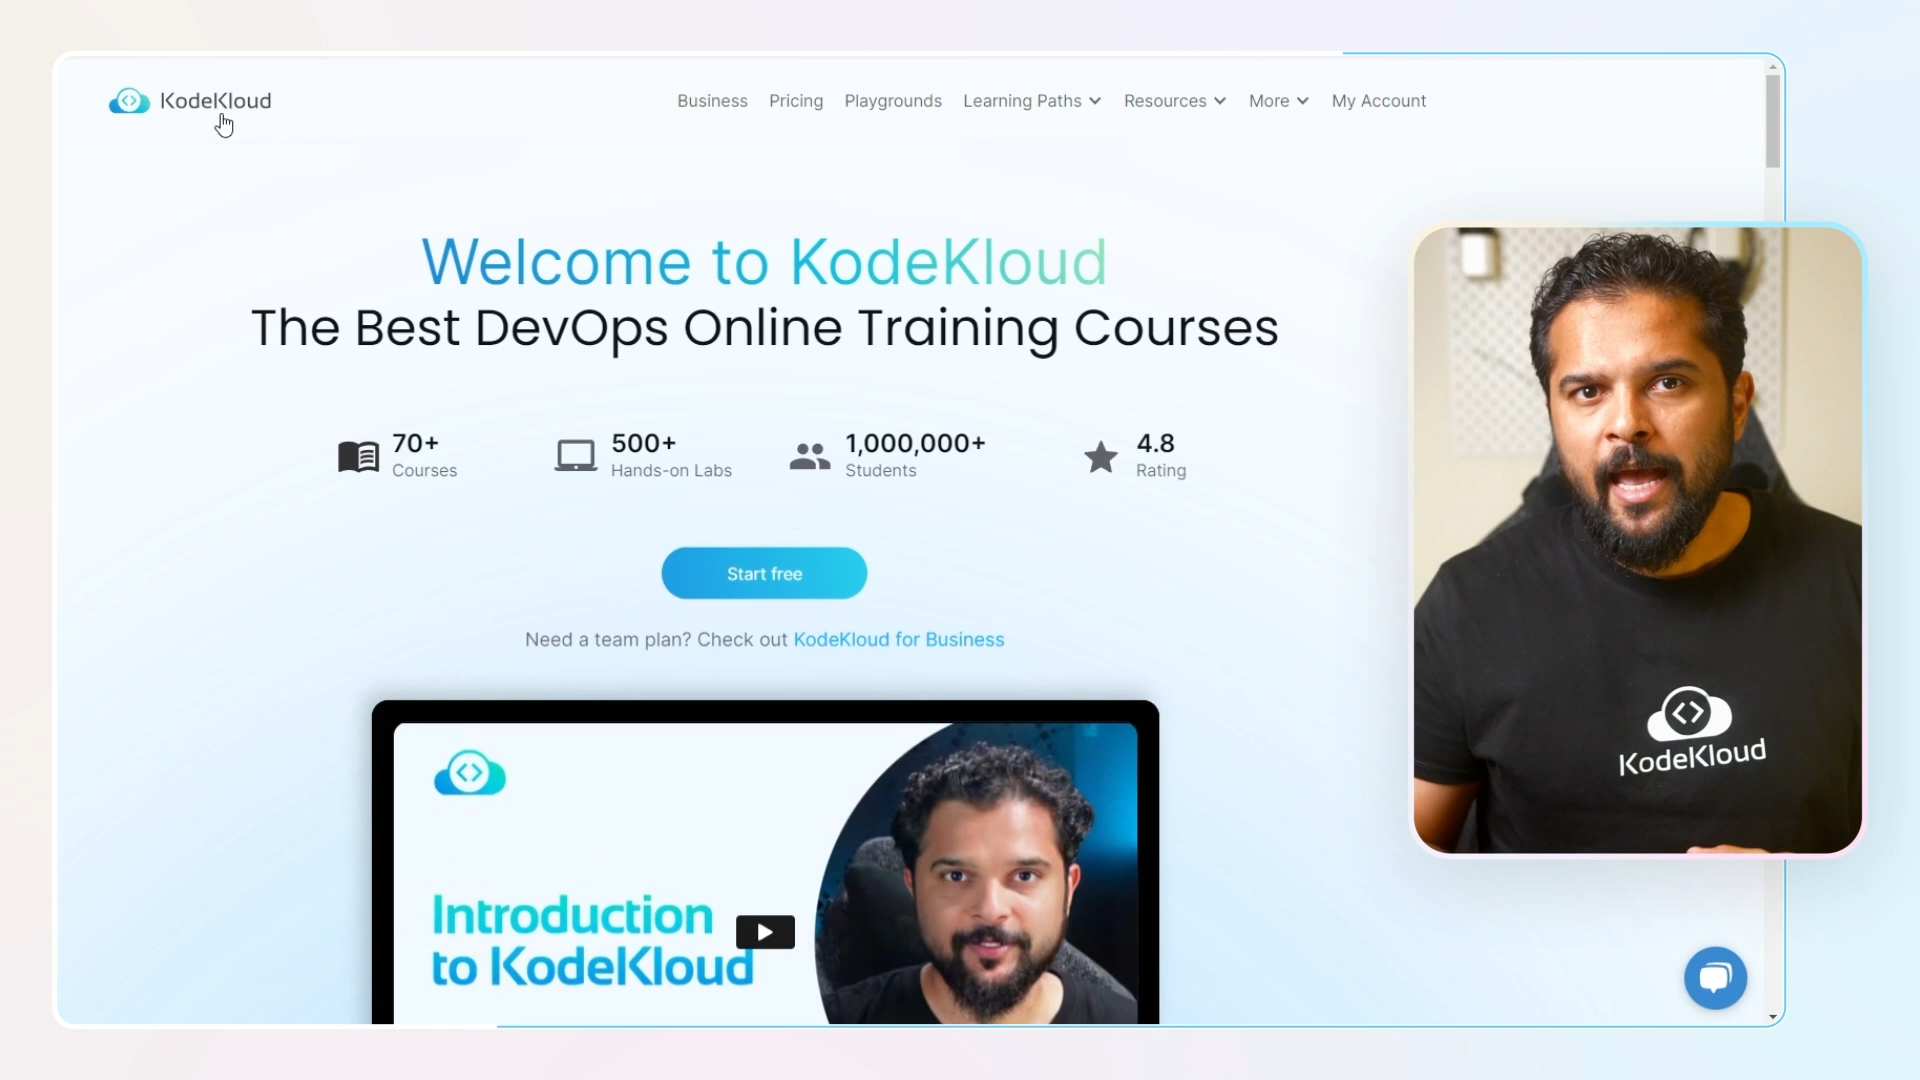 KodeKloud
Business Pricing Playgrounds Learning Paths Resources More My Account
Welcome to KodeKloud
The Best DevOps Online Training Courses
70+
Courses
500+
Hands-on Labs
1,000,000+
Students
4.8
Rating
Start free
Need a team plan? Check out KodeKloud for Business
Introduction
to KodeKloud
KodeKloud